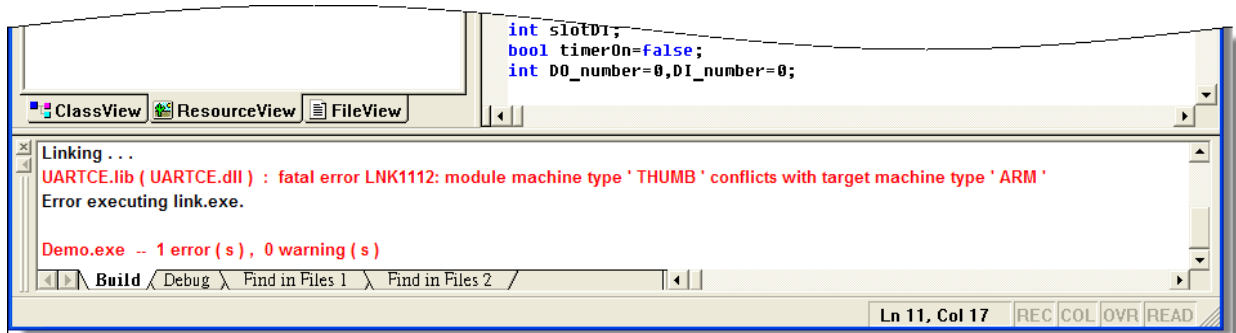 int slotDI;
bool timerOn=false;
int DO_number=0,DI_number=0;
ClassView ResourceView FileView
Linking . . .
UARTCE.lib ( UARTCE.dll ) : fatal error LNK1112: module machine type ' THUMB ' conflicts with target machine type ' ARM '
Error executing link.exe.
Demo.exe -- 1 error ( s ) , 0 warning ( s )
Build Debug Find in Files 1 Find in Files 2
Ln 11, Col 17 REC COL OVR READ